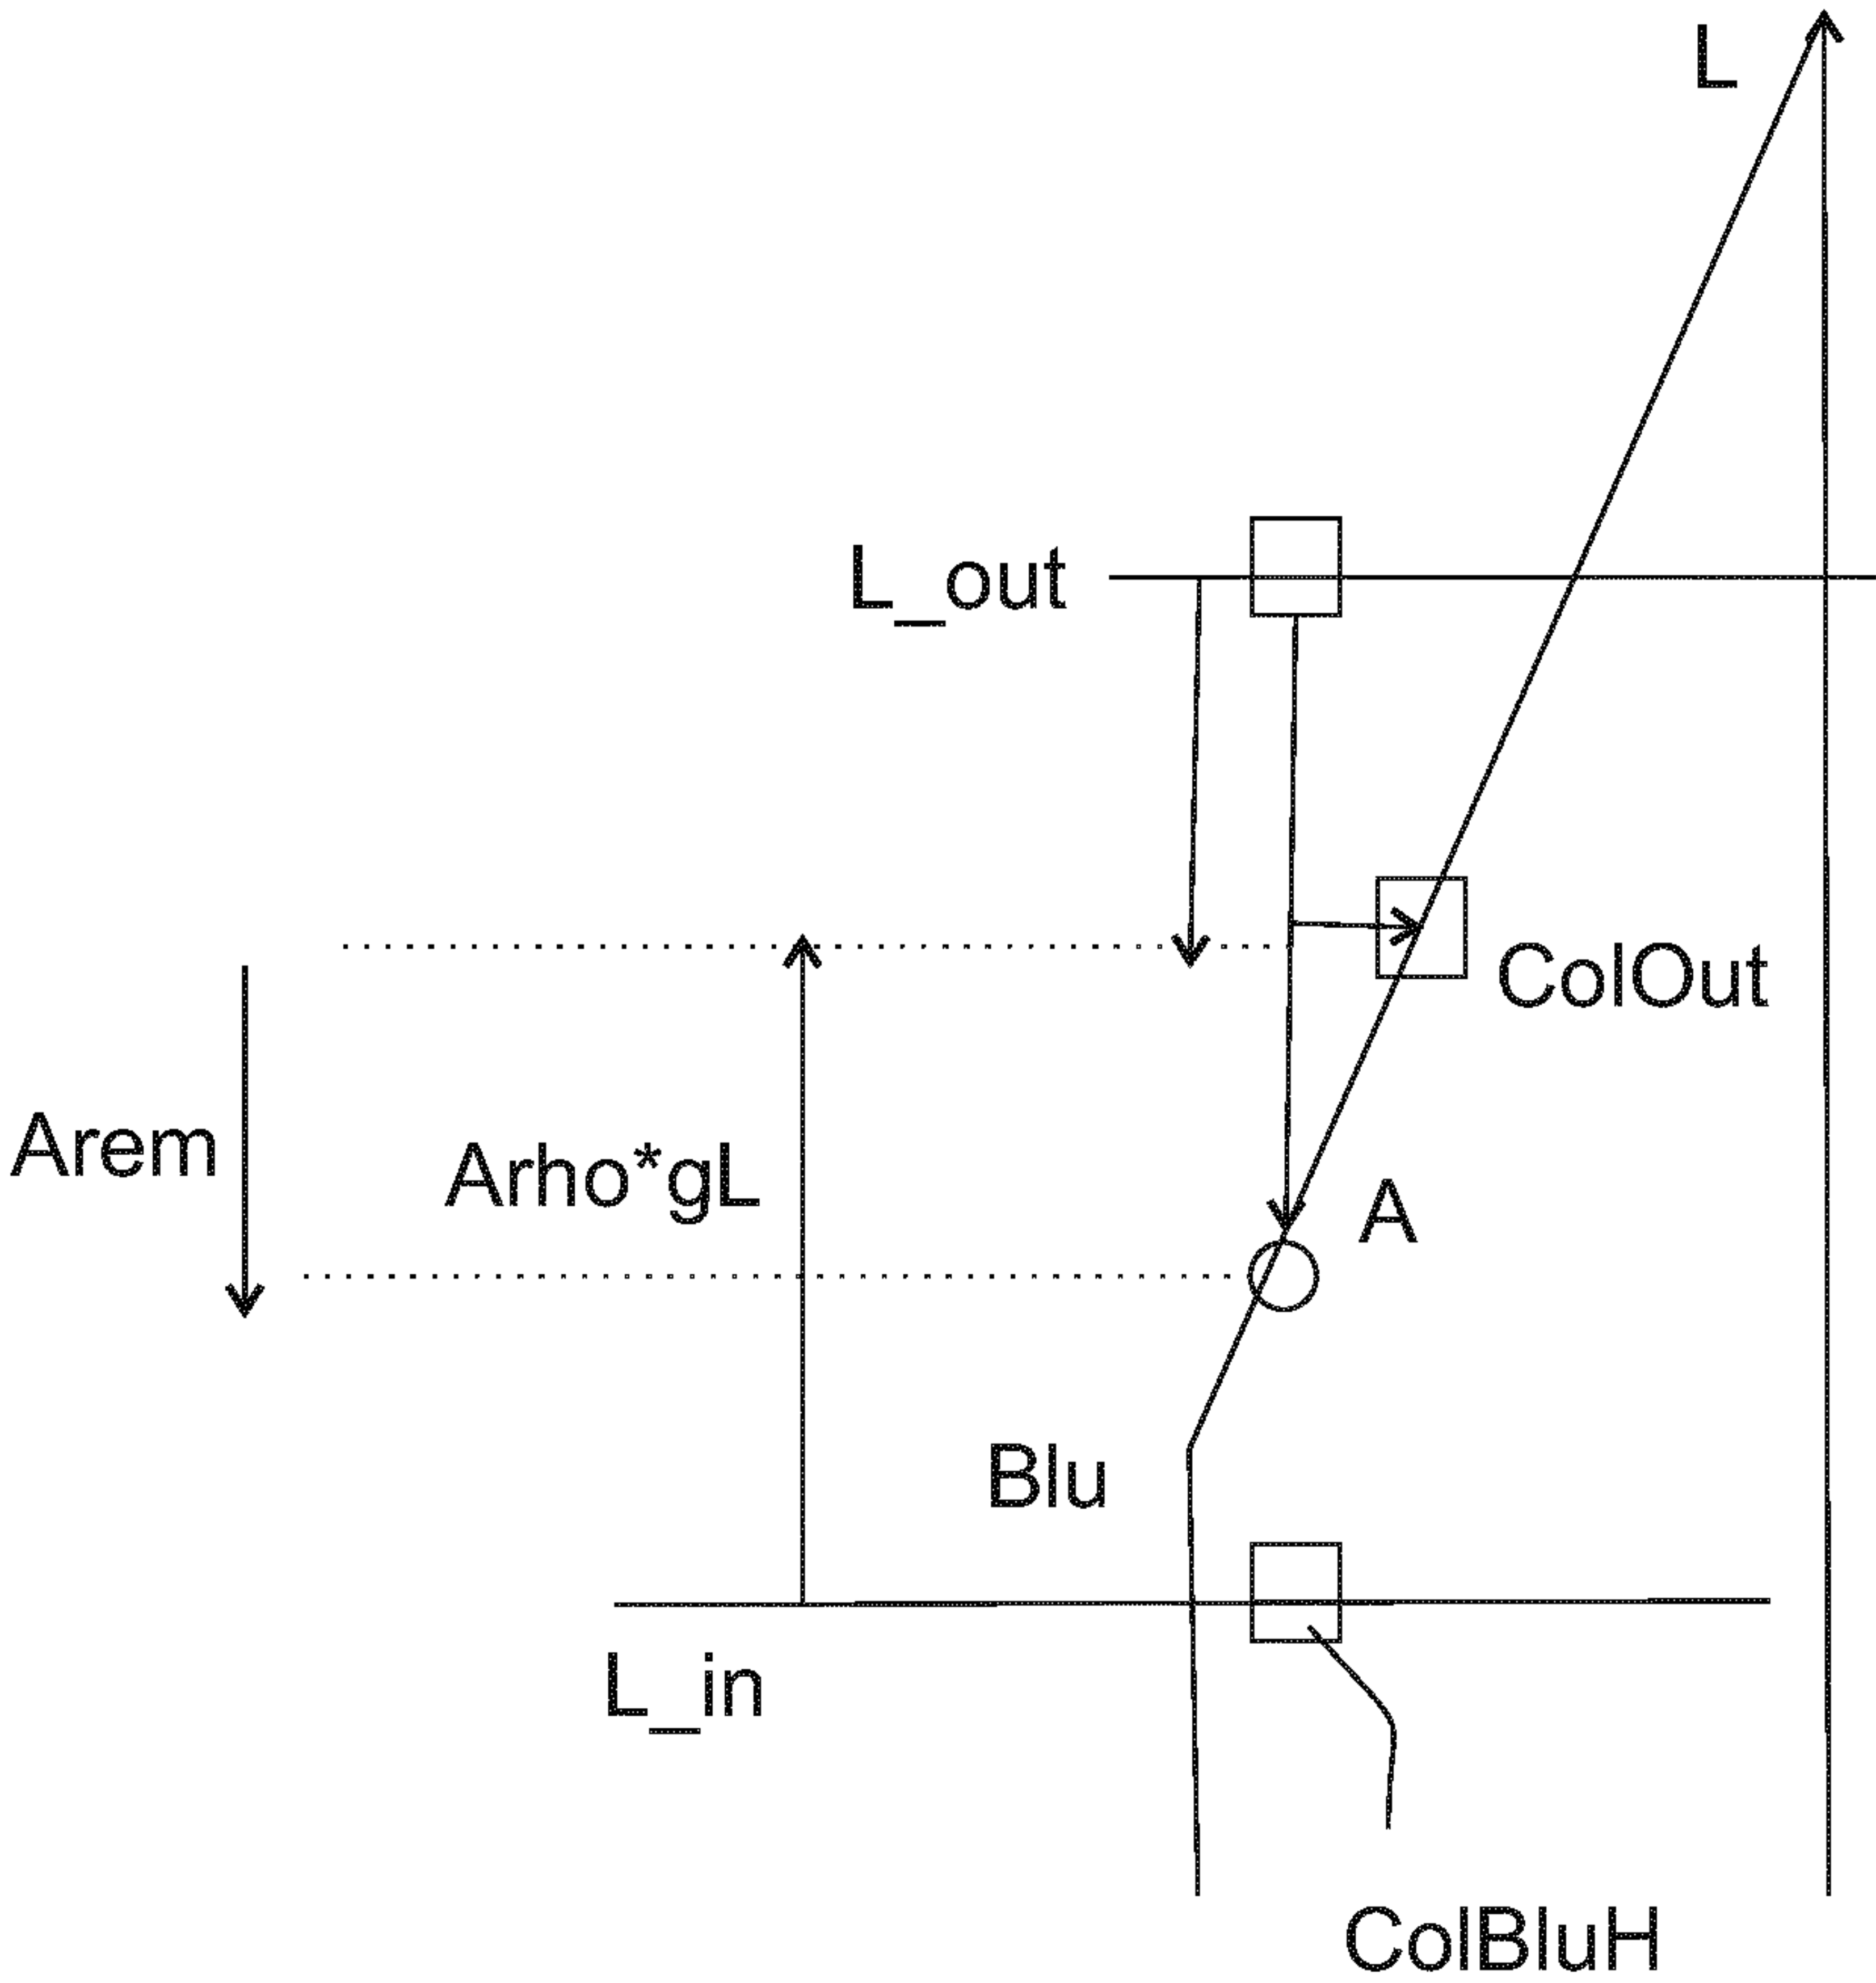 L
L_out
ColOut
Arem
Arho*gL
A
Blu
L_in
ColBluH